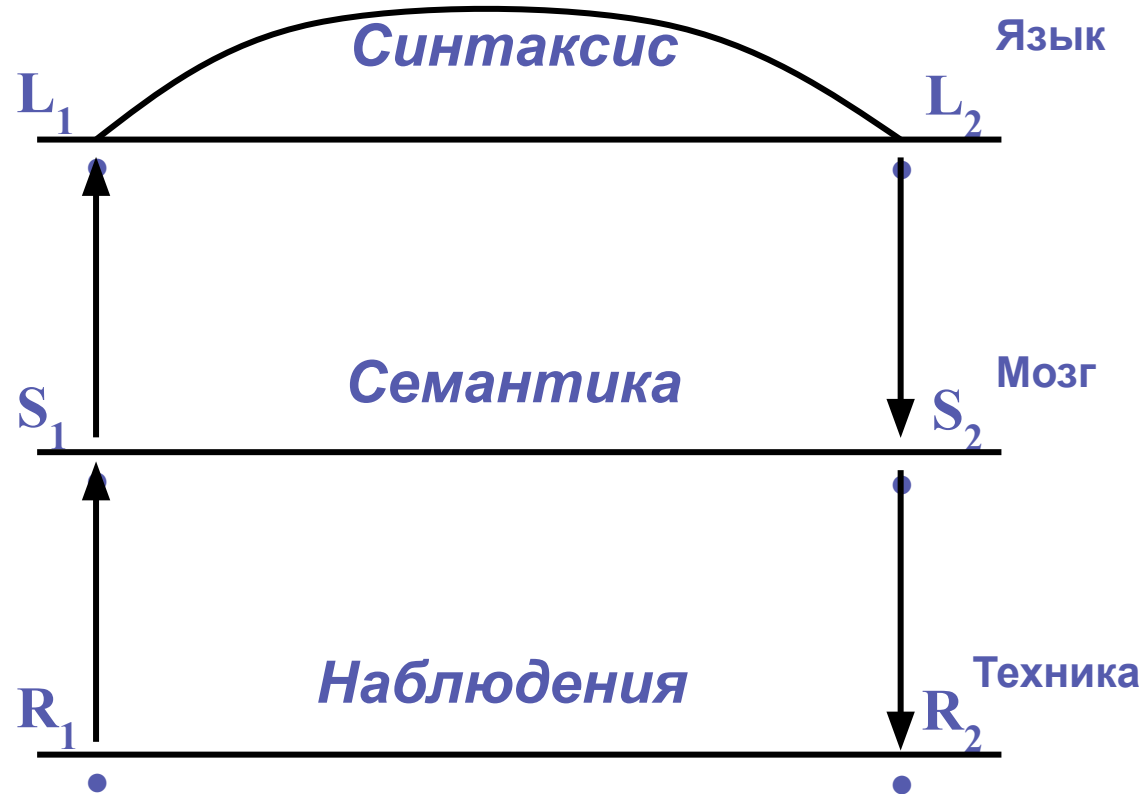 Синтаксис
Язык
L₁
L₂
Семантика
Мозг
S₁
S₂
Наблюдения
Техника
R₁
R₂